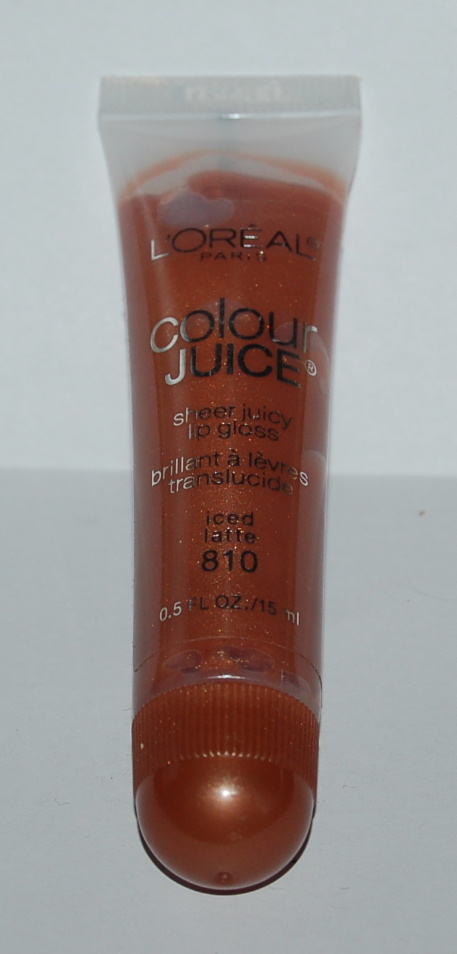 L'ORÉAL®
PARIS
colour
JUICE®
sheer juicy
lip gloss
brillant à lèvres
translucide
iced
latte
810
0.5 FL OZ./15 ml